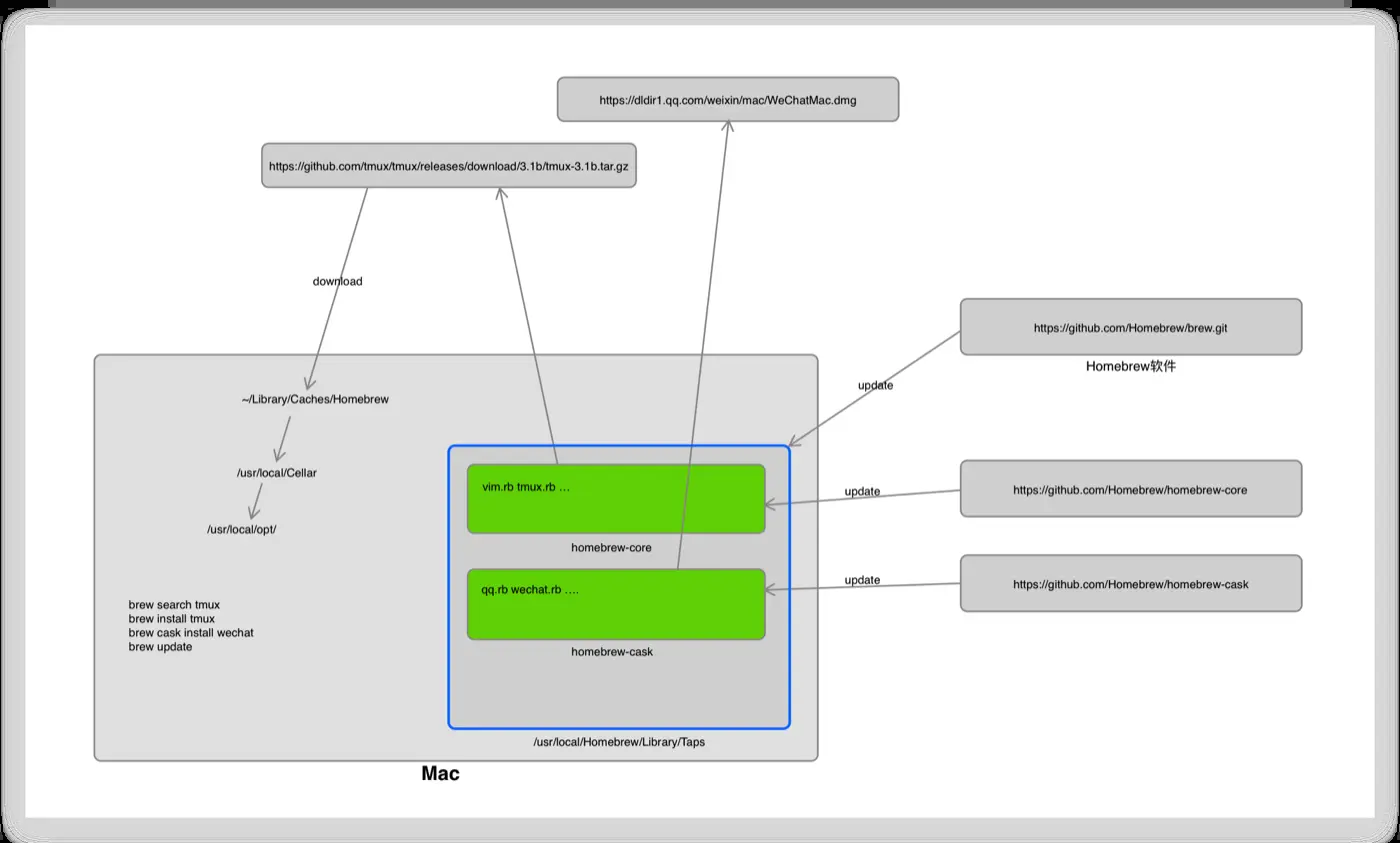 https://dldir1.qq.com/weixin/mac/WeChatMac.dmg
https://github.com/tmux/tmux/releases/download/3.1b/tmux-3.1b.tar.gz
download
https://github.com/Homebrew/brew.git
Homebrew软件
update
~/Library/Caches/Homebrew
/usr/local/Cellar
/usr/local/opt/
vim.rb tmux.rb …
homebrew-core
update
https://github.com/Homebrew/homebrew-core
qq.rb wechat.rb ….
homebrew-cask
update
https://github.com/Homebrew/homebrew-cask
brew search tmux
brew install tmux
brew cask install wechat
brew update
/usr/local/Homebrew/Library/Taps
Mac